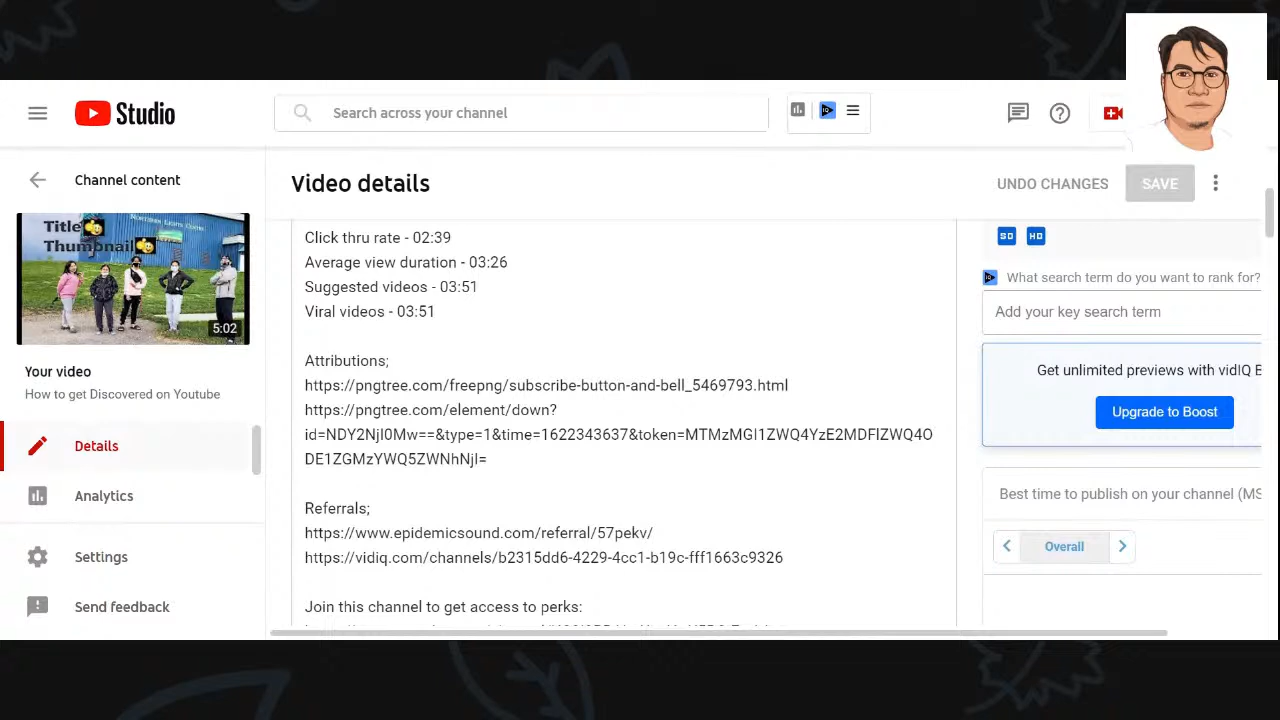 Studio
Search across your channel
Channel content
Video details
UNDO CHANGES
SAVE
Title
Thumbnail
5:02
Your video
How to get Discovered on Youtube
Details
Analytics
Settings
Send feedback
Click thru rate - 02:39
Average view duration - 03:26
Suggested videos - 03:51
Viral videos - 03:51
Attributions;
https://pngtree.com/freepng/subscribe-button-and-bell_5469793.html
https://pngtree.com/element/down?
id=NDY2NjI0Mw==&type=1&time=1622343637&token=MTMzMGI1ZWQ4YzE2MDFlZWQ4O
DE1ZGMzYWQ5ZWNhNjI=
Referrals;
https://www.epidemicsound.com/referral/57pekv/
https://vidiq.com/channels/b2315dd6-4229-4cc1-b19c-fff1663c9326
Join this channel to get access to perks:
SD HD
What search term do you want to rank for?
Add your key search term
Get unlimited previews with vidIQ B
Upgrade to Boost
Best time to publish on your channel (MS
Overall